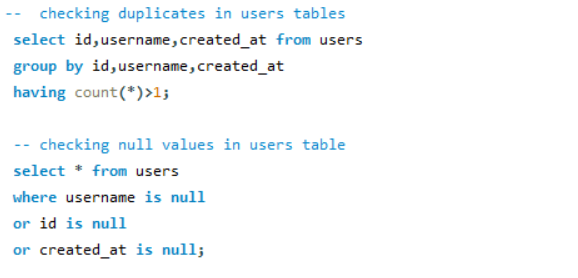 --  checking duplicates in users tables
select id,username,created_at from users
group by id,username,created_at
having count(*)>1;
-- checking null values in users table
select * from users
where username is null
or id is null
or created_at is null;